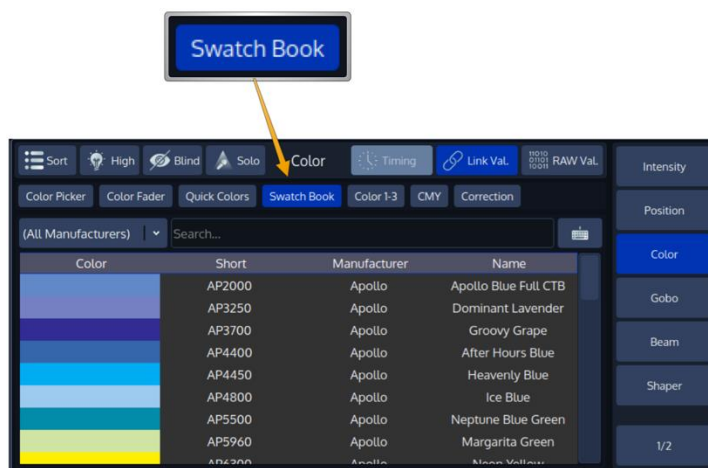 Swatch Book
Sort High Blind Solo Color Timing Link Val. RAW Val.
Color Picker Color Fader Quick Colors Swatch Book Color 1-3 CMY Correction
(All Manufacturers) Search...
Color Short Manufacturer Name
AP2000 Apollo Apollo Blue Full CTB
AP3250 Apollo Dominant Lavender
AP3700 Apollo Groovy Grape
AP4400 Apollo After Hours Blue
AP4450 Apollo Heavenly Blue
AP4800 Apollo Ice Blue
AP5500 Apollo Neptune Blue Green
AP5960 Apollo Margarita Green
AP6300 Apollo Neon Yellow
Intensity
Position
Color
Gobo
Beam
Shaper
1/2